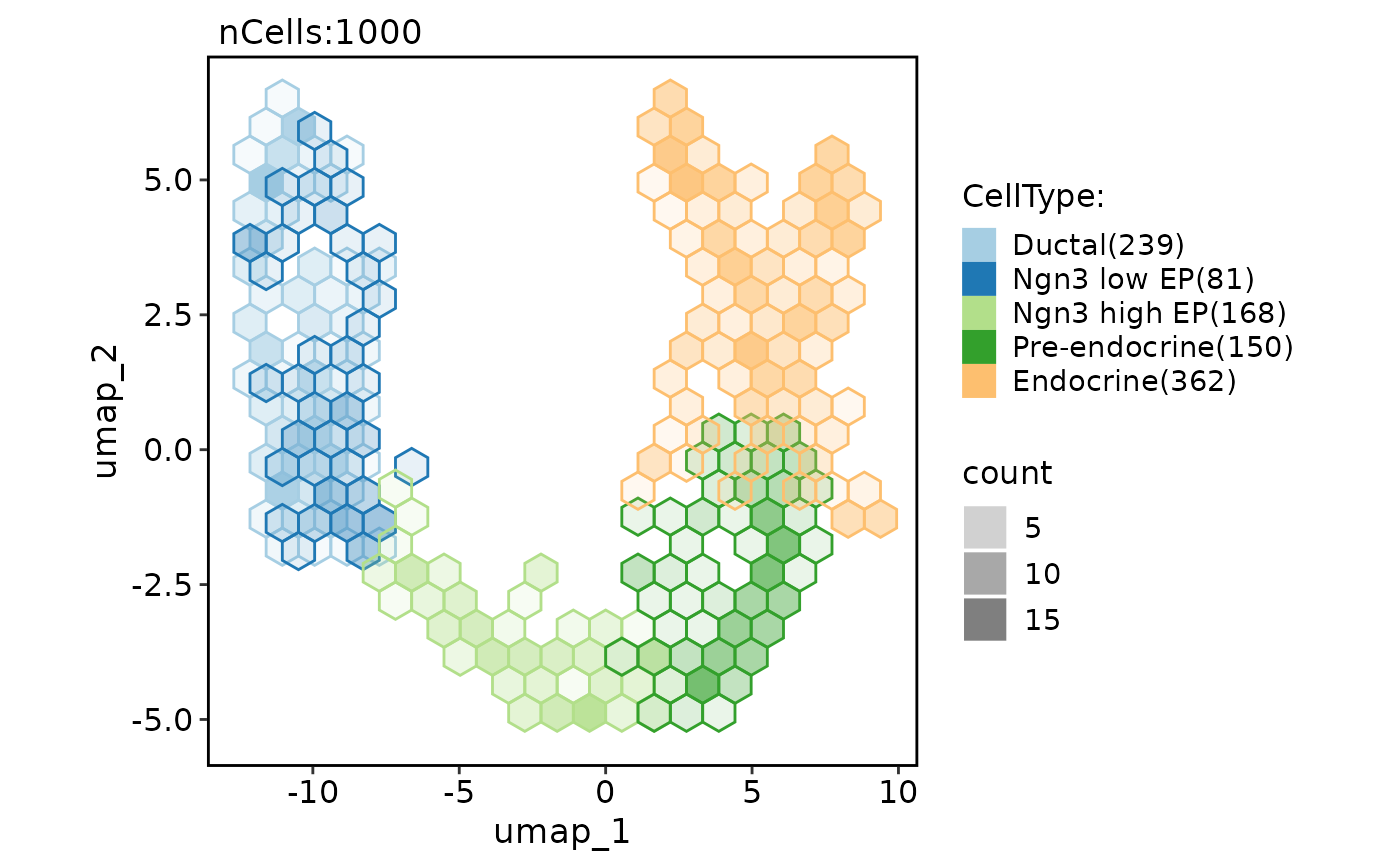 nCells:1000
5.0
2.5
0.0
-2.5
-5.0
umap_2
-10
-5
0
5
10
umap_1
CellType:
Ductal(239)
Ngn3 low EP(81)
Ngn3 high EP(168)
Pre-endocrine(150)
Endocrine(362)
count
5
10
15